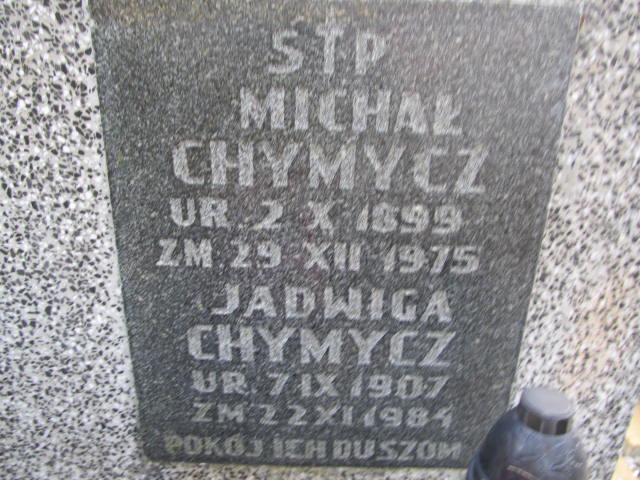 S†P
MICHAŁ
CHYMYCZ
UR. 2 X 1899
ZM. 29 XII 1975
JADWIGA
CHYMYCZ
UR. 7 IX 1907
ZM 22 XI 1984
POKÓJ ICH DUSZOM